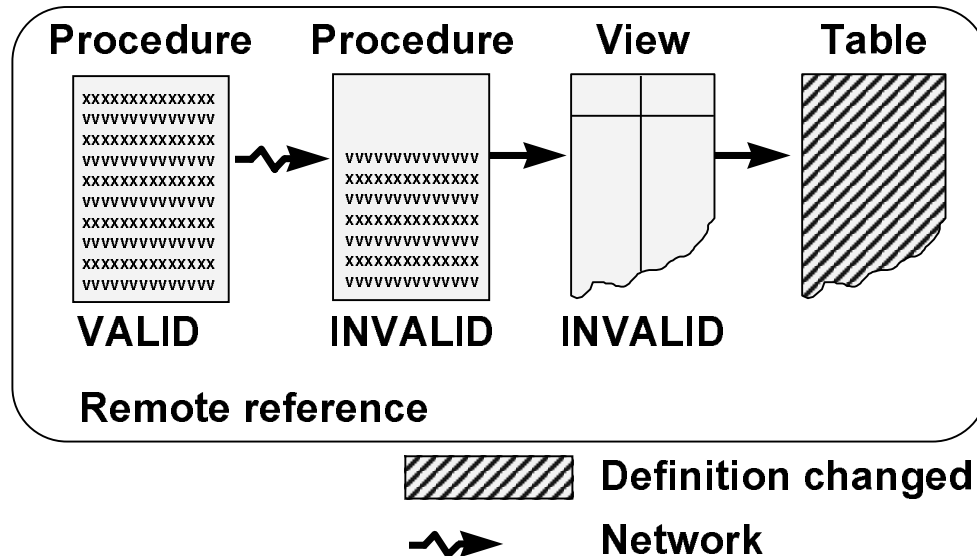 Procedure Procedure View Table
XXXXXXXXXXXXXX
VVVVVVVVVVVVVV
XXXXXXXXXXXXXX
VVVVVVVVVVVVVV VVVVVVVVVVVVVV
XXXXXXXXXXXXXX XXXXXXXXXXXXXX
VVVVVVVVVVVVVV VVVVVVVVVVVVVV
XXXXXXXXXXXXXX XXXXXXXXXXXXXX
VVVVVVVVVVVVVV VVVVVVVVVVVVVV
XXXXXXXXXXXXXX XXXXXXXXXXXXXX
VVVVVVVVVVVVVV VVVVVVVVVVVVVV
VALID INVALID INVALID
Remote reference
Definition changed
Network